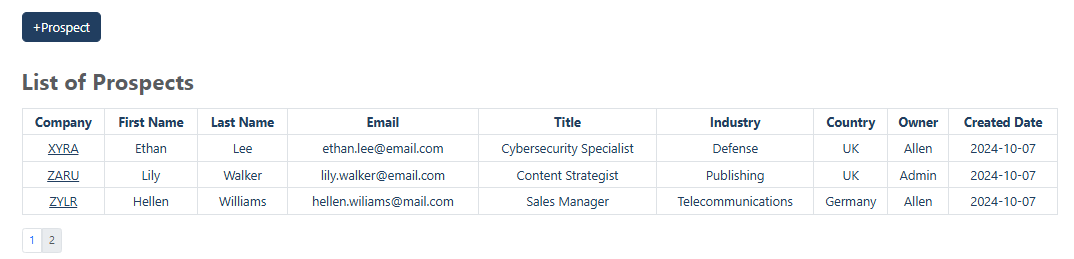 +Prospect
List of Prospects
Company First Name Last Name Email Title Industry Country Owner Created Date
XYRA Ethan Lee ethan.lee@email.com Cybersecurity Specialist Defense UK Allen 2024-10-07
ZARU Lily Walker lily.walker@email.com Content Strategist Publishing UK Admin 2024-10-07
ZYLR Hellen Williams hellen.wiliams@mail.com Sales Manager Telecommunications Germany Allen 2024-10-07
1 2